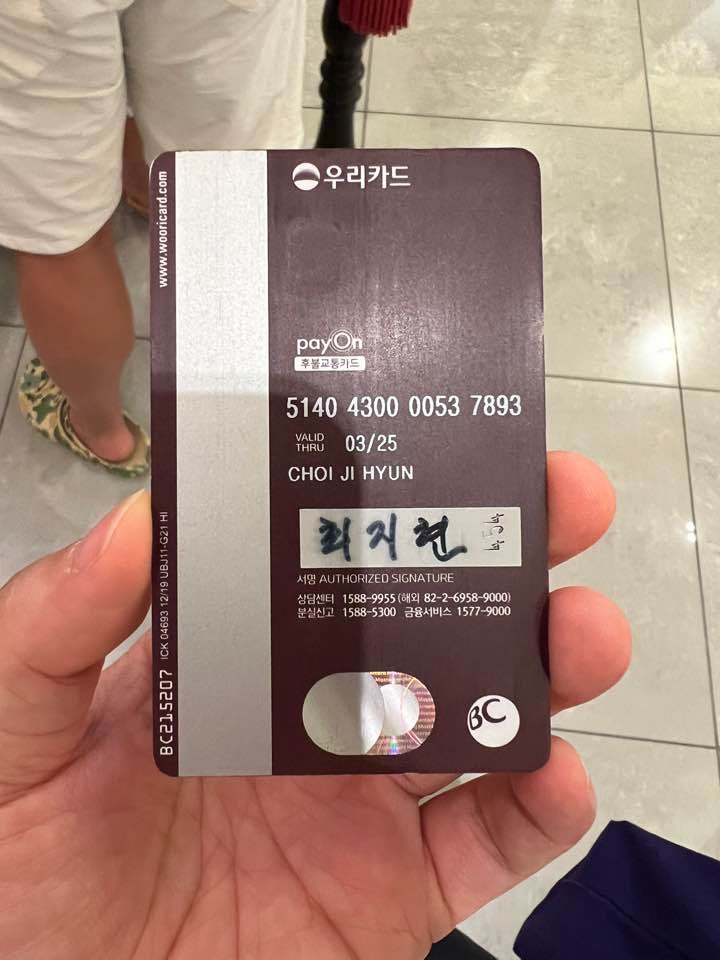 www.wooricard.com
우리카드
payOn
후불교통카드
5140 4300 0053 7893
VALID
THRU 03/25
CHOI JI HYUN
최지현
서명 AUTHORIZED SIGNATURE
상담센터 1588-9955 (해외 82-2-6958-9000)
분실신고 1588-5300 금융서비스 1577-9000
BC
BC215207 ICK 04693 12/19 UBJ11-G21 HI